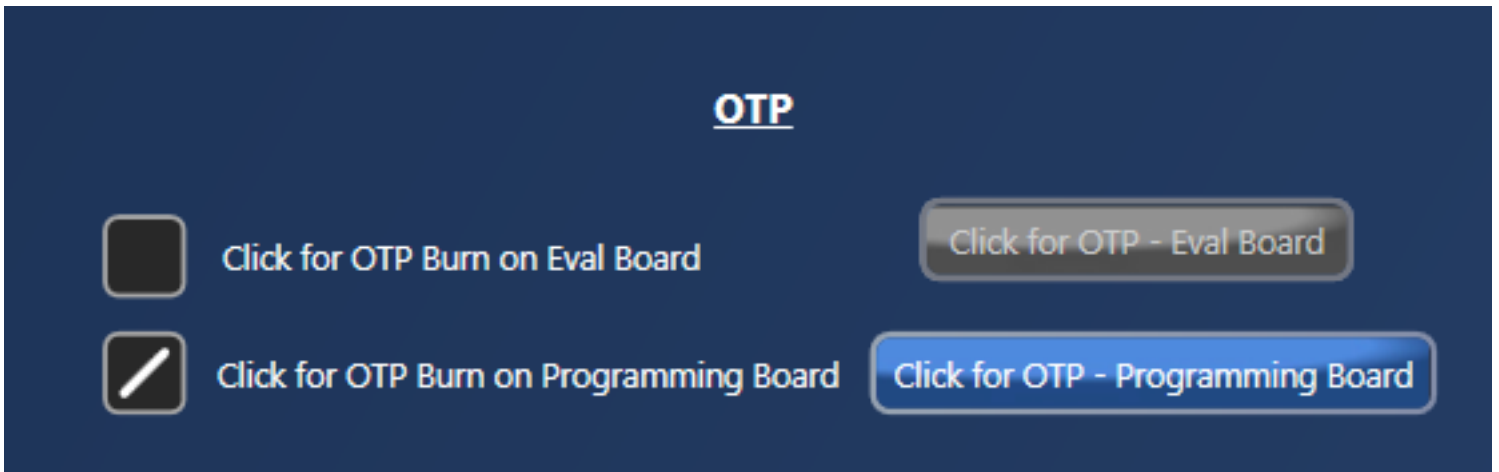 OTP
Click for OTP Burn on Eval Board
Click for OTP - Eval Board
Click for OTP Burn on Programming Board
Click for OTP - Programming Board